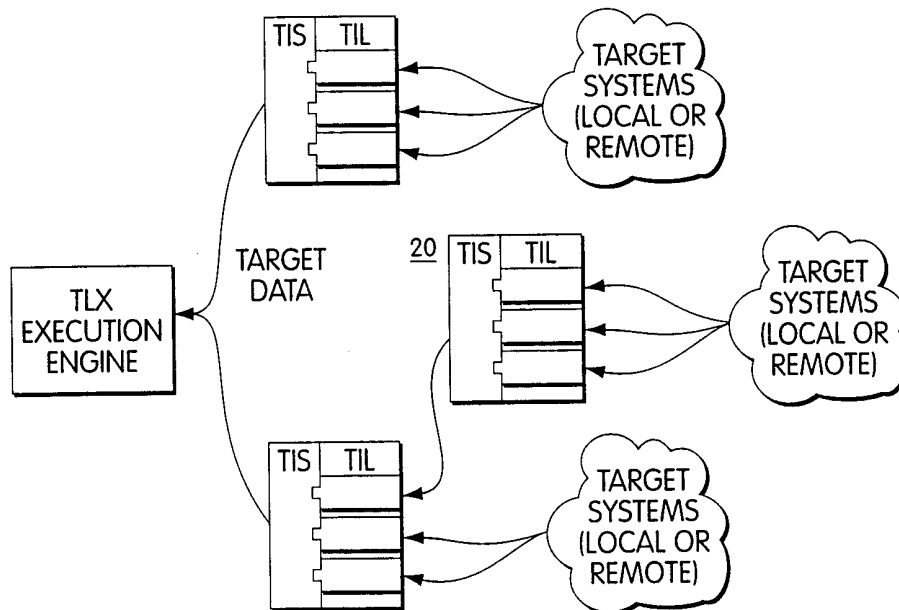 TIS TIL
TARGET
SYSTEMS
(LOCAL OR
REMOTE)
20
TIS TIL
TARGET
SYSTEMS
(LOCAL OR
REMOTE)
TARGET
DATA
TLX
EXECUTION
ENGINE
TIS TIL
TARGET
SYSTEMS
(LOCAL OR
REMOTE)